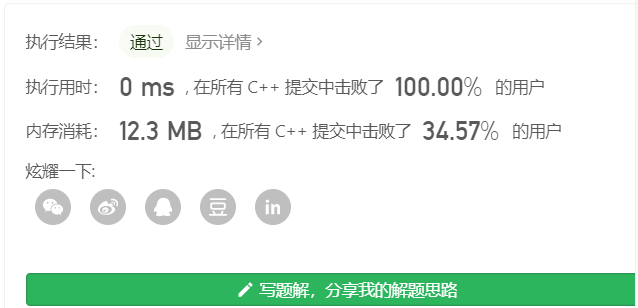 执行结果： 通过 显示详情 >
执行用时： 0 ms , 在所有 C++ 提交中击败了 100.00% 的用户
内存消耗： 12.3 MB , 在所有 C++ 提交中击败了 34.57% 的用户
炫耀一下:
豆 in
写题解，分享我的解题思路